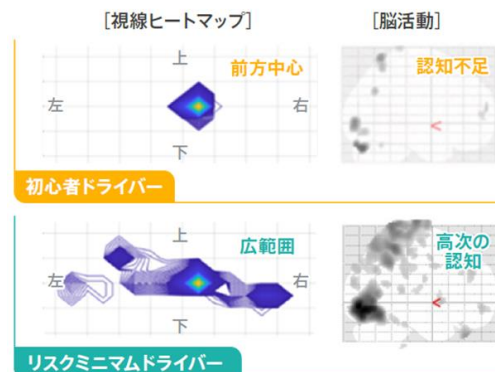 [視線ヒートマップ]
[脳活動]
上
前方中心
認知不足
左
右
下
初心者ドライバー
上
広範囲
高次の
認知
左
右
下
リスクミニマムドライバー